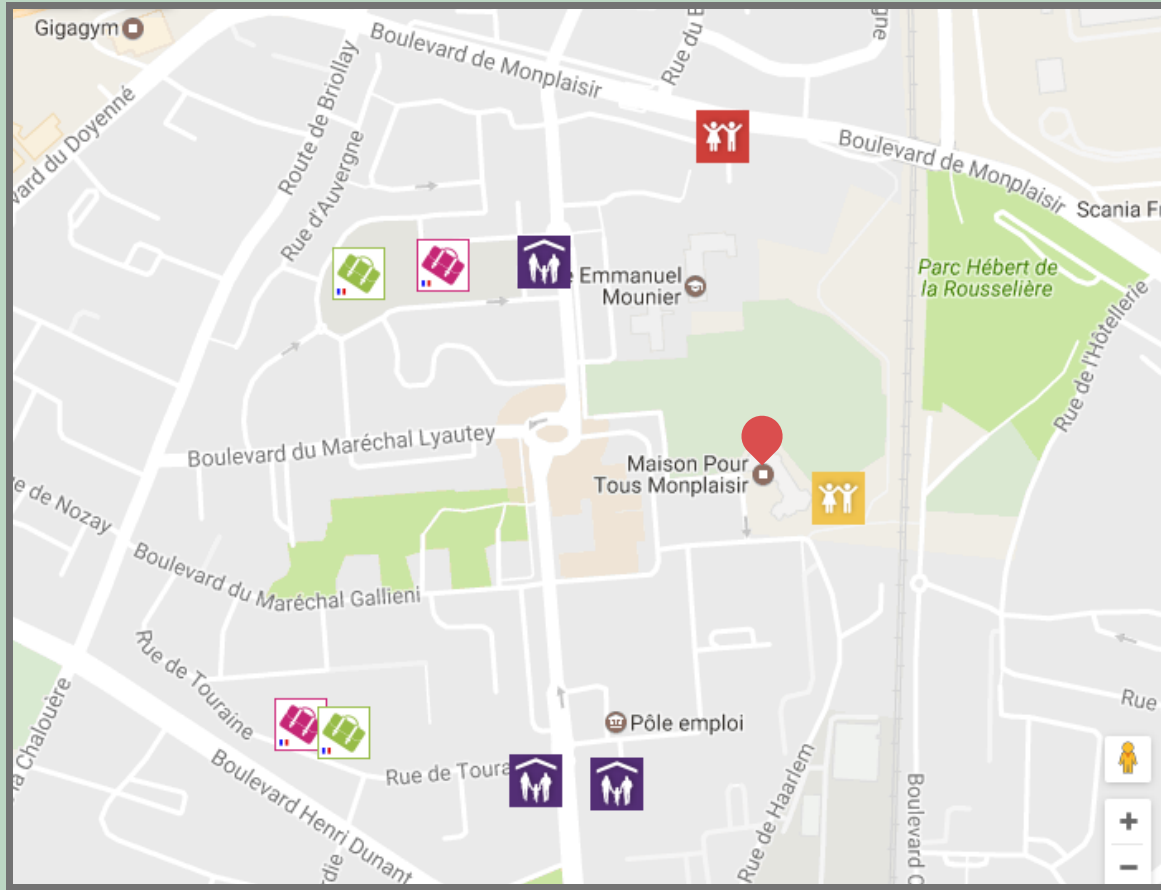 Gigagym
Boulevard de Monplaisir
Rue du B
gne
vard du Doyenné
Route de Briollay
Rue d'Auvergne
Boulevard de Monplaisir
Scania Fr
Parc Hébert de
la Rousselière
Emmanuel
Mounier
Rue de l'Hôtellerie
Boulevard du Maréchal Lyautey
Maison Pour
Tous Monplaisir
e de Nozay
Boulevard du Maréchal Gallieni
Rue de Touraine
a Chalouère
Pôle emploi
Rue
Rue de Toura
Boulevard Henri Dunant
Rue de Haarlem
Boulevard
die
+
−